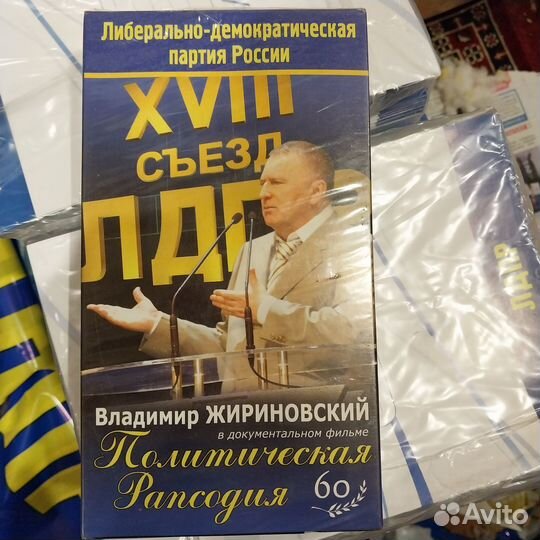 Либерально-демократическая
партия России
XVIII
СЪЕЗД
ЛДПР
Владимир ЖИРИНОВСКИЙ
в документальном фильме
Политическая
Рапсодия
60
ЛДПР
Avito